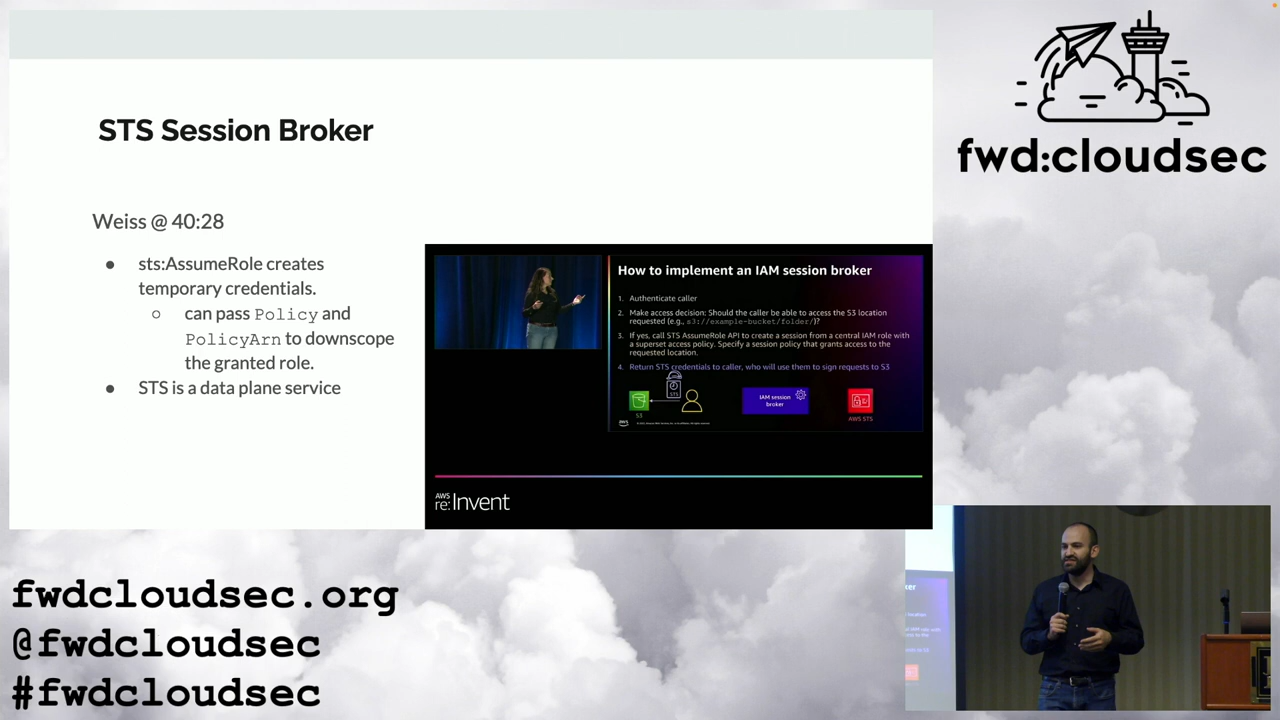 STS Session Broker
Weiss @ 40:28
● sts:AssumeRole creates
temporary credentials.
○ can pass Policy and
PolicyArn to downscope
the granted role.
● STS is a data plane service
How to implement an IAM session broker
1. Authenticate caller
2. Make access decision: Should the caller be able to access the S3 location
requested (e.g., s3://example-bucket/folder/)?
3. If yes, call STS AssumeRole API to create a session from a central IAM role with
a superset access policy. Specify a session policy that grants access to the
requested location.
4. Return STS credentials to caller, who will use them to sign requests to S3
STS
S3
IAM session
broker
AWS STS
aws
AWS
re:Invent
fwd:cloudsec
fwdcloudsec.org
@fwdcloudsec
#fwdcloudsec